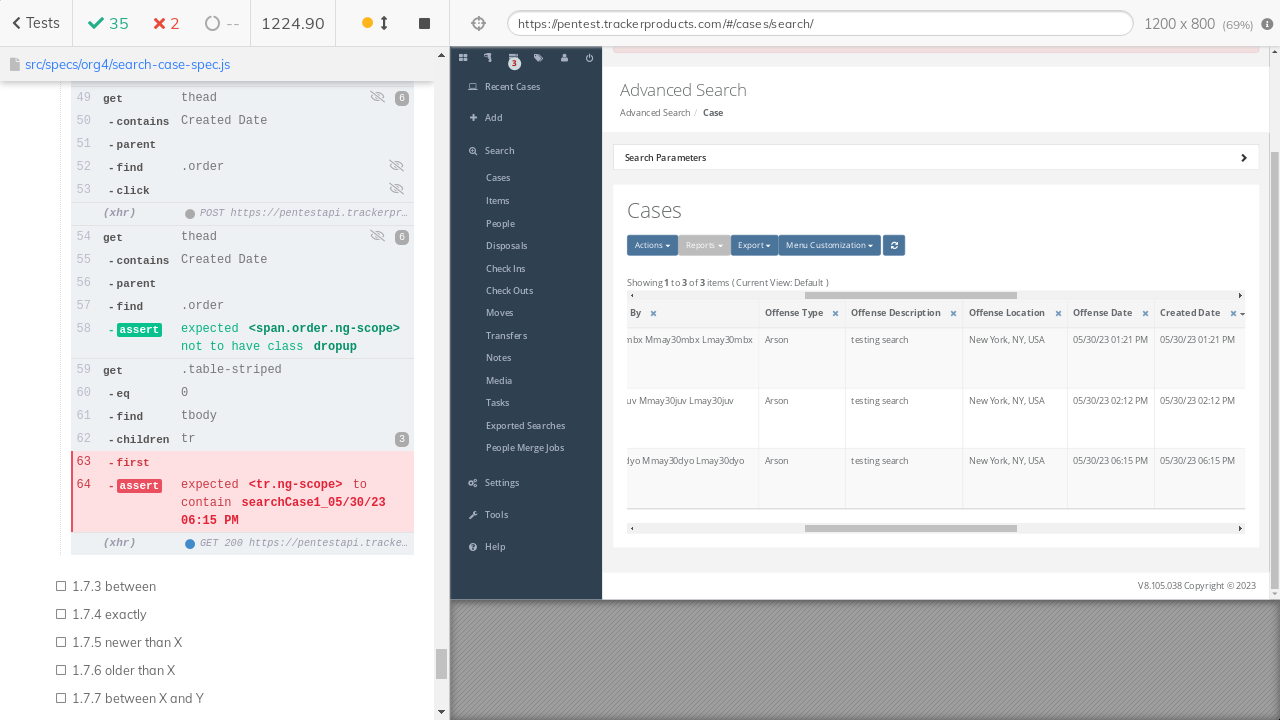 Tests
35
2
--
1224.90
https://pentest.trackerproducts.com/#/cases/search/
1200 x 800 (69%)
src/specs/org4/search-case-spec.js
49 get thead 6
50 - contains Created Date
51 - parent
52 - find .order
53 - click
(xhr) POST https://pentestapi.trackerpr…
54 get thead 6
55 - contains Created Date
56 - parent
57 - find .order
58 - assert expected <span.order.ng-scope>
not to have class dropup
59 get .table-striped
60 - eq 0
61 - find tbody
62 - children tr 3
63 - first
64 - assert expected <tr.ng-scope> to
contain searchCase1_05/30/23
06:15 PM
(xhr) GET 200 https://pentestapi.tracke…
1.7.3 between
1.7.4 exactly
1.7.5 newer than X
1.7.6 older than X
1.7.7 between X and Y
3
Recent Cases
Add
Search
Cases
Items
People
Disposals
Check Ins
Check Outs
Moves
Transfers
Notes
Media
Tasks
Exported Searches
People Merge Jobs
Settings
Tools
Help
Advanced Search
Advanced Search / Case
Search Parameters
Cases
Actions Reports Export Menu Customization
Showing 1 to 3 of 3 items ( Current View: Default )
By Offense Type Offense Description Offense Location Offense Date Created Date
mbx Mmay30mbx Lmay30mbx Arson testing search New York, NY, USA 05/30/23 01:21 PM 05/30/23 01:21 PM
uv Mmay30juv Lmay30juv Arson testing search New York, NY, USA 05/30/23 02:12 PM 05/30/23 02:12 PM
dyo Mmay30dyo Lmay30dyo Arson testing search New York, NY, USA 05/30/23 06:15 PM 05/30/23 06:15 PM
V8.105.038 Copyright © 2023